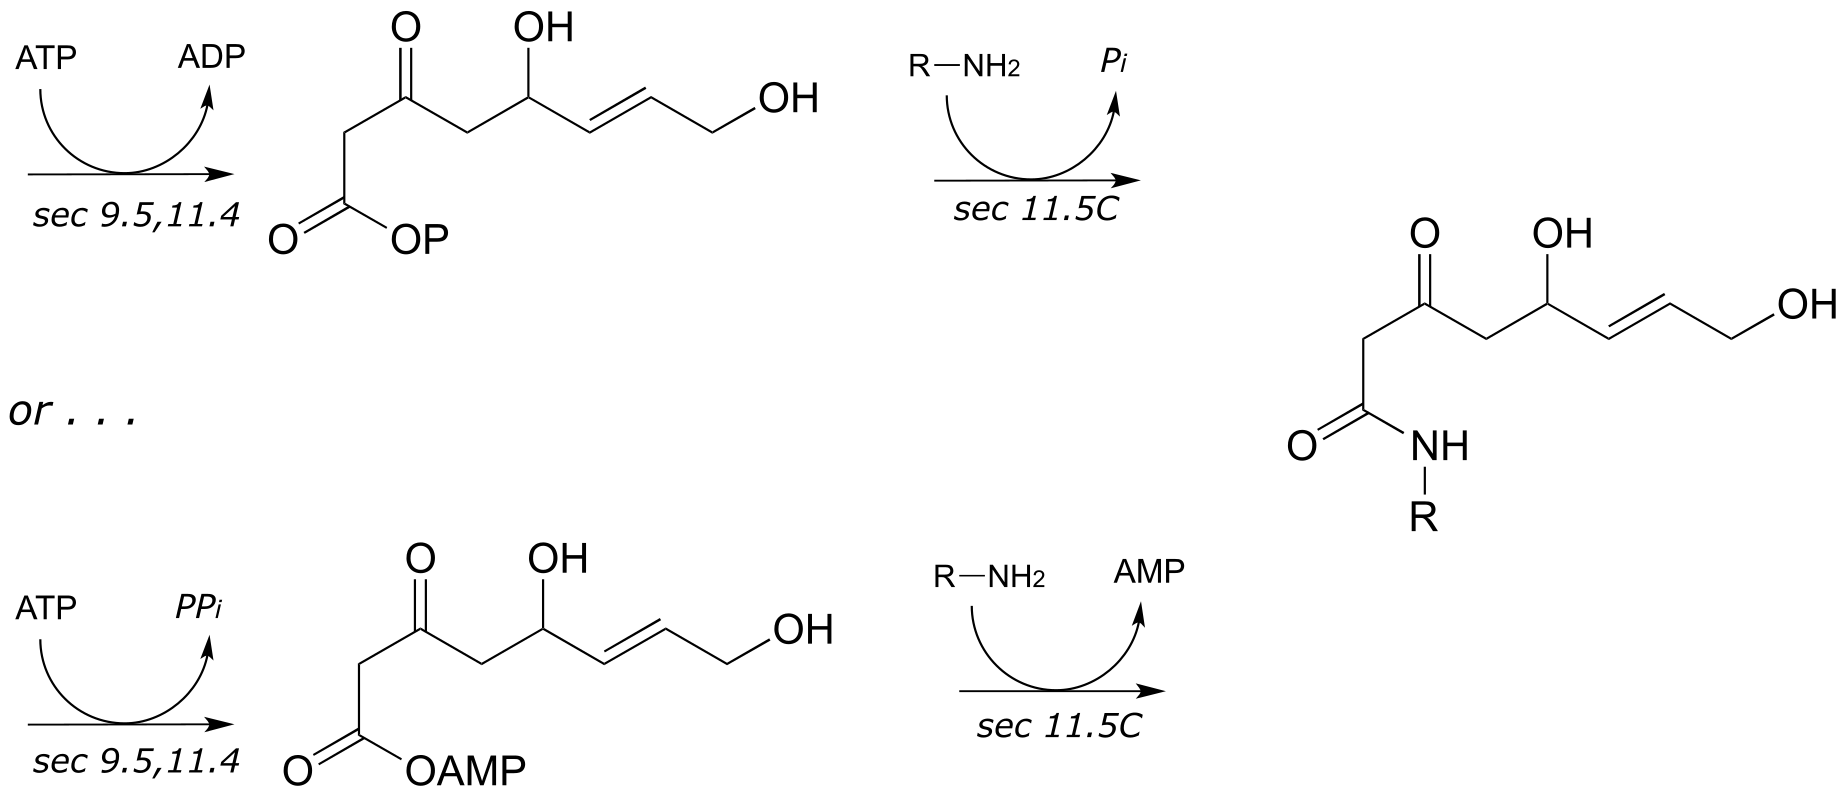 O OH
ATP ADP R—NH2 Pi
OH
sec 9.5,11.4 sec 11.5C
O OP
O OH
OH
or . . .
O NH
R
O OH
R—NH2 AMP
ATP PPi
OH
sec 9.5,11.4 sec 11.5C
O OAMP